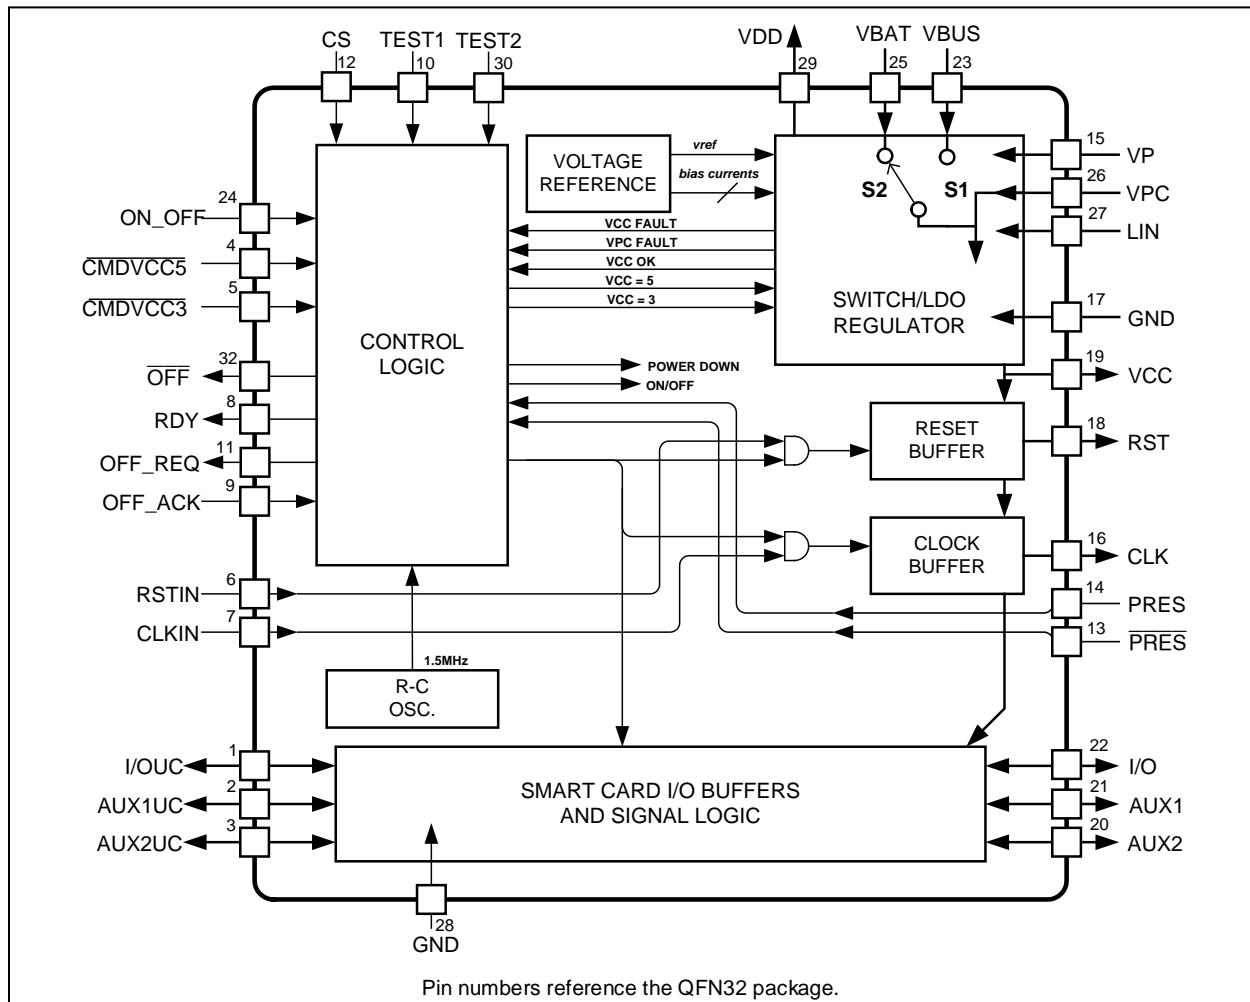 CS TEST1 TEST2 VDD VBAT VBUS
12 10 30 29 25 23
VOLTAGE
REFERENCE
vref
bias currents
S2 S1
15 VP
26 VPC
27 LIN
24 ON_OFF
4 CMDVCC5
5 CMDVCC3
VCC FAULT
VPC FAULT
VCC OK
VCC = 5
VCC = 3
SWITCH/LDO
REGULATOR
17 GND
CONTROL
LOGIC
32 OFF
8 RDY
11 OFF_REQ
9 OFF_ACK
POWER DOWN
ON/OFF
19 VCC
RESET
BUFFER
18 RST
CLOCK
BUFFER
16 CLK
6 RSTIN
7 CLKIN
14 PRES
13 PRES
1.5MHz
R-C
OSC.
1 I/OUC
2 AUX1UC
3 AUX2UC
SMART CARD I/O BUFFERS
AND SIGNAL LOGIC
22 I/O
21 AUX1
20 AUX2
28
GND
Pin numbers reference the QFN32 package.